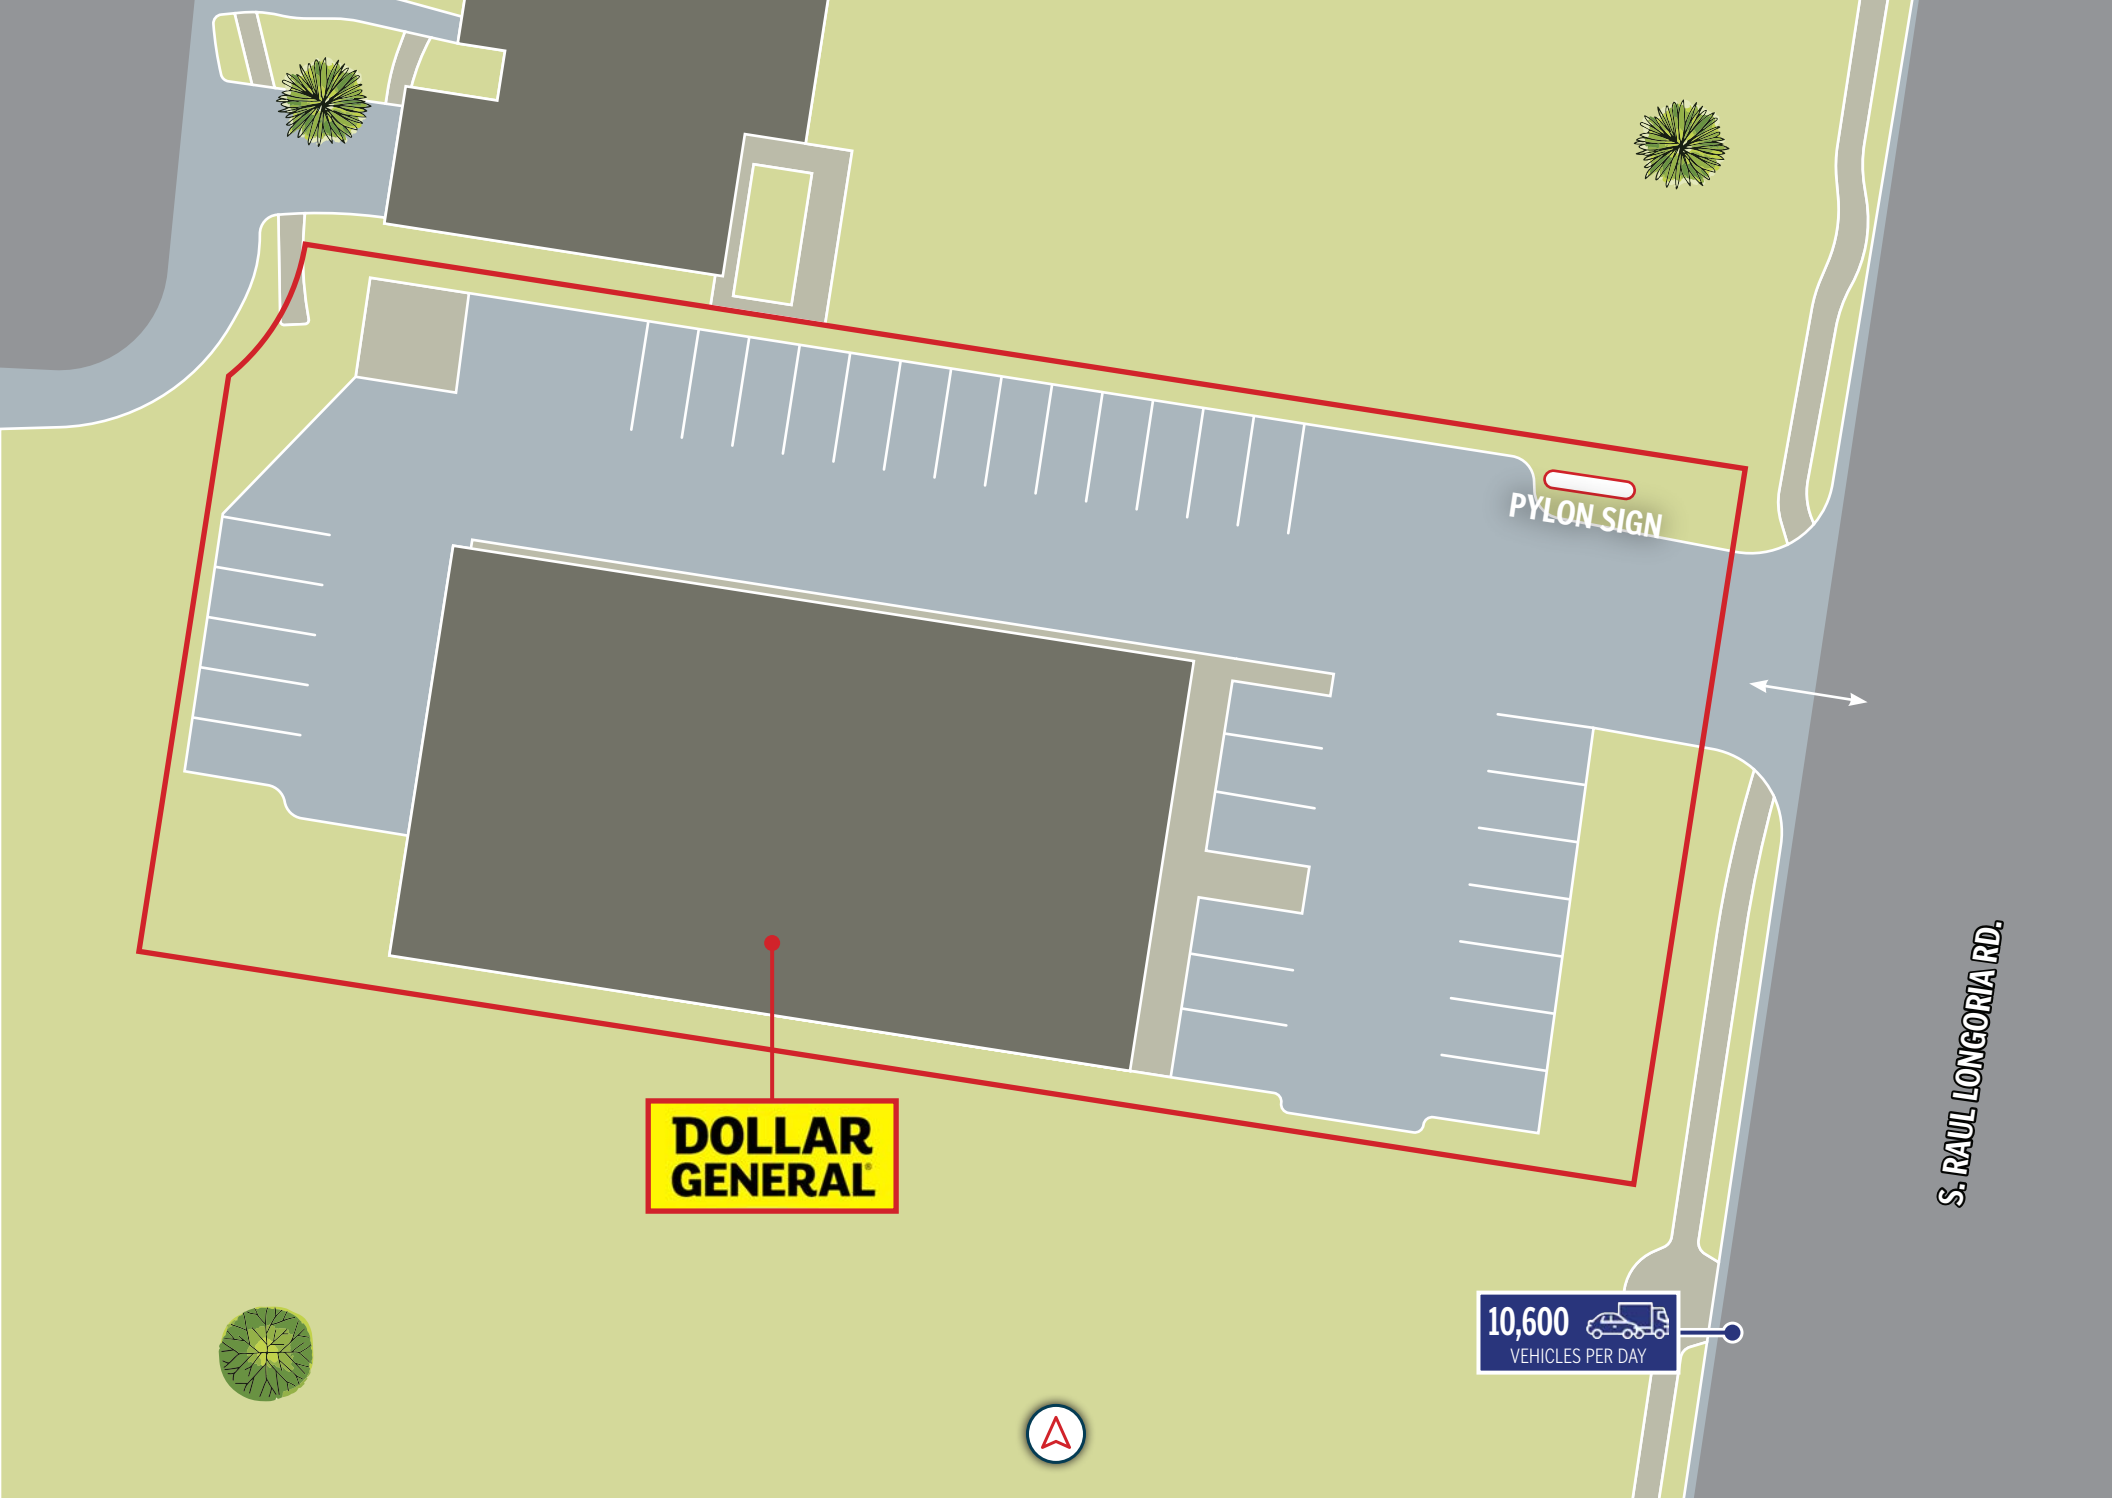 PYLON SIGN
S. RAUL LONGORIA RD.
DOLLAR
GENERAL®
10,600
VEHICLES PER DAY